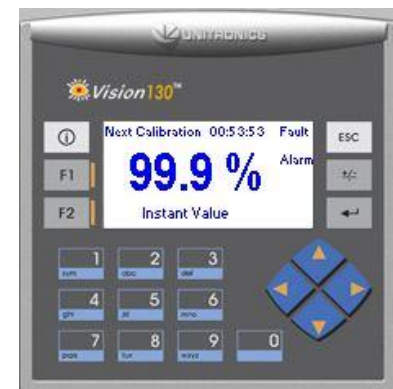 UNITRONICS
Vision130™
Next Calibration 00:53:53 Fault
ESC
99.9 % Alarm
F1
+/-
F2
Instant Value
1 2 3
sym abc def
4 5 6
ghi jkl mno
7 8 9 0
pqrs tuv wxyz